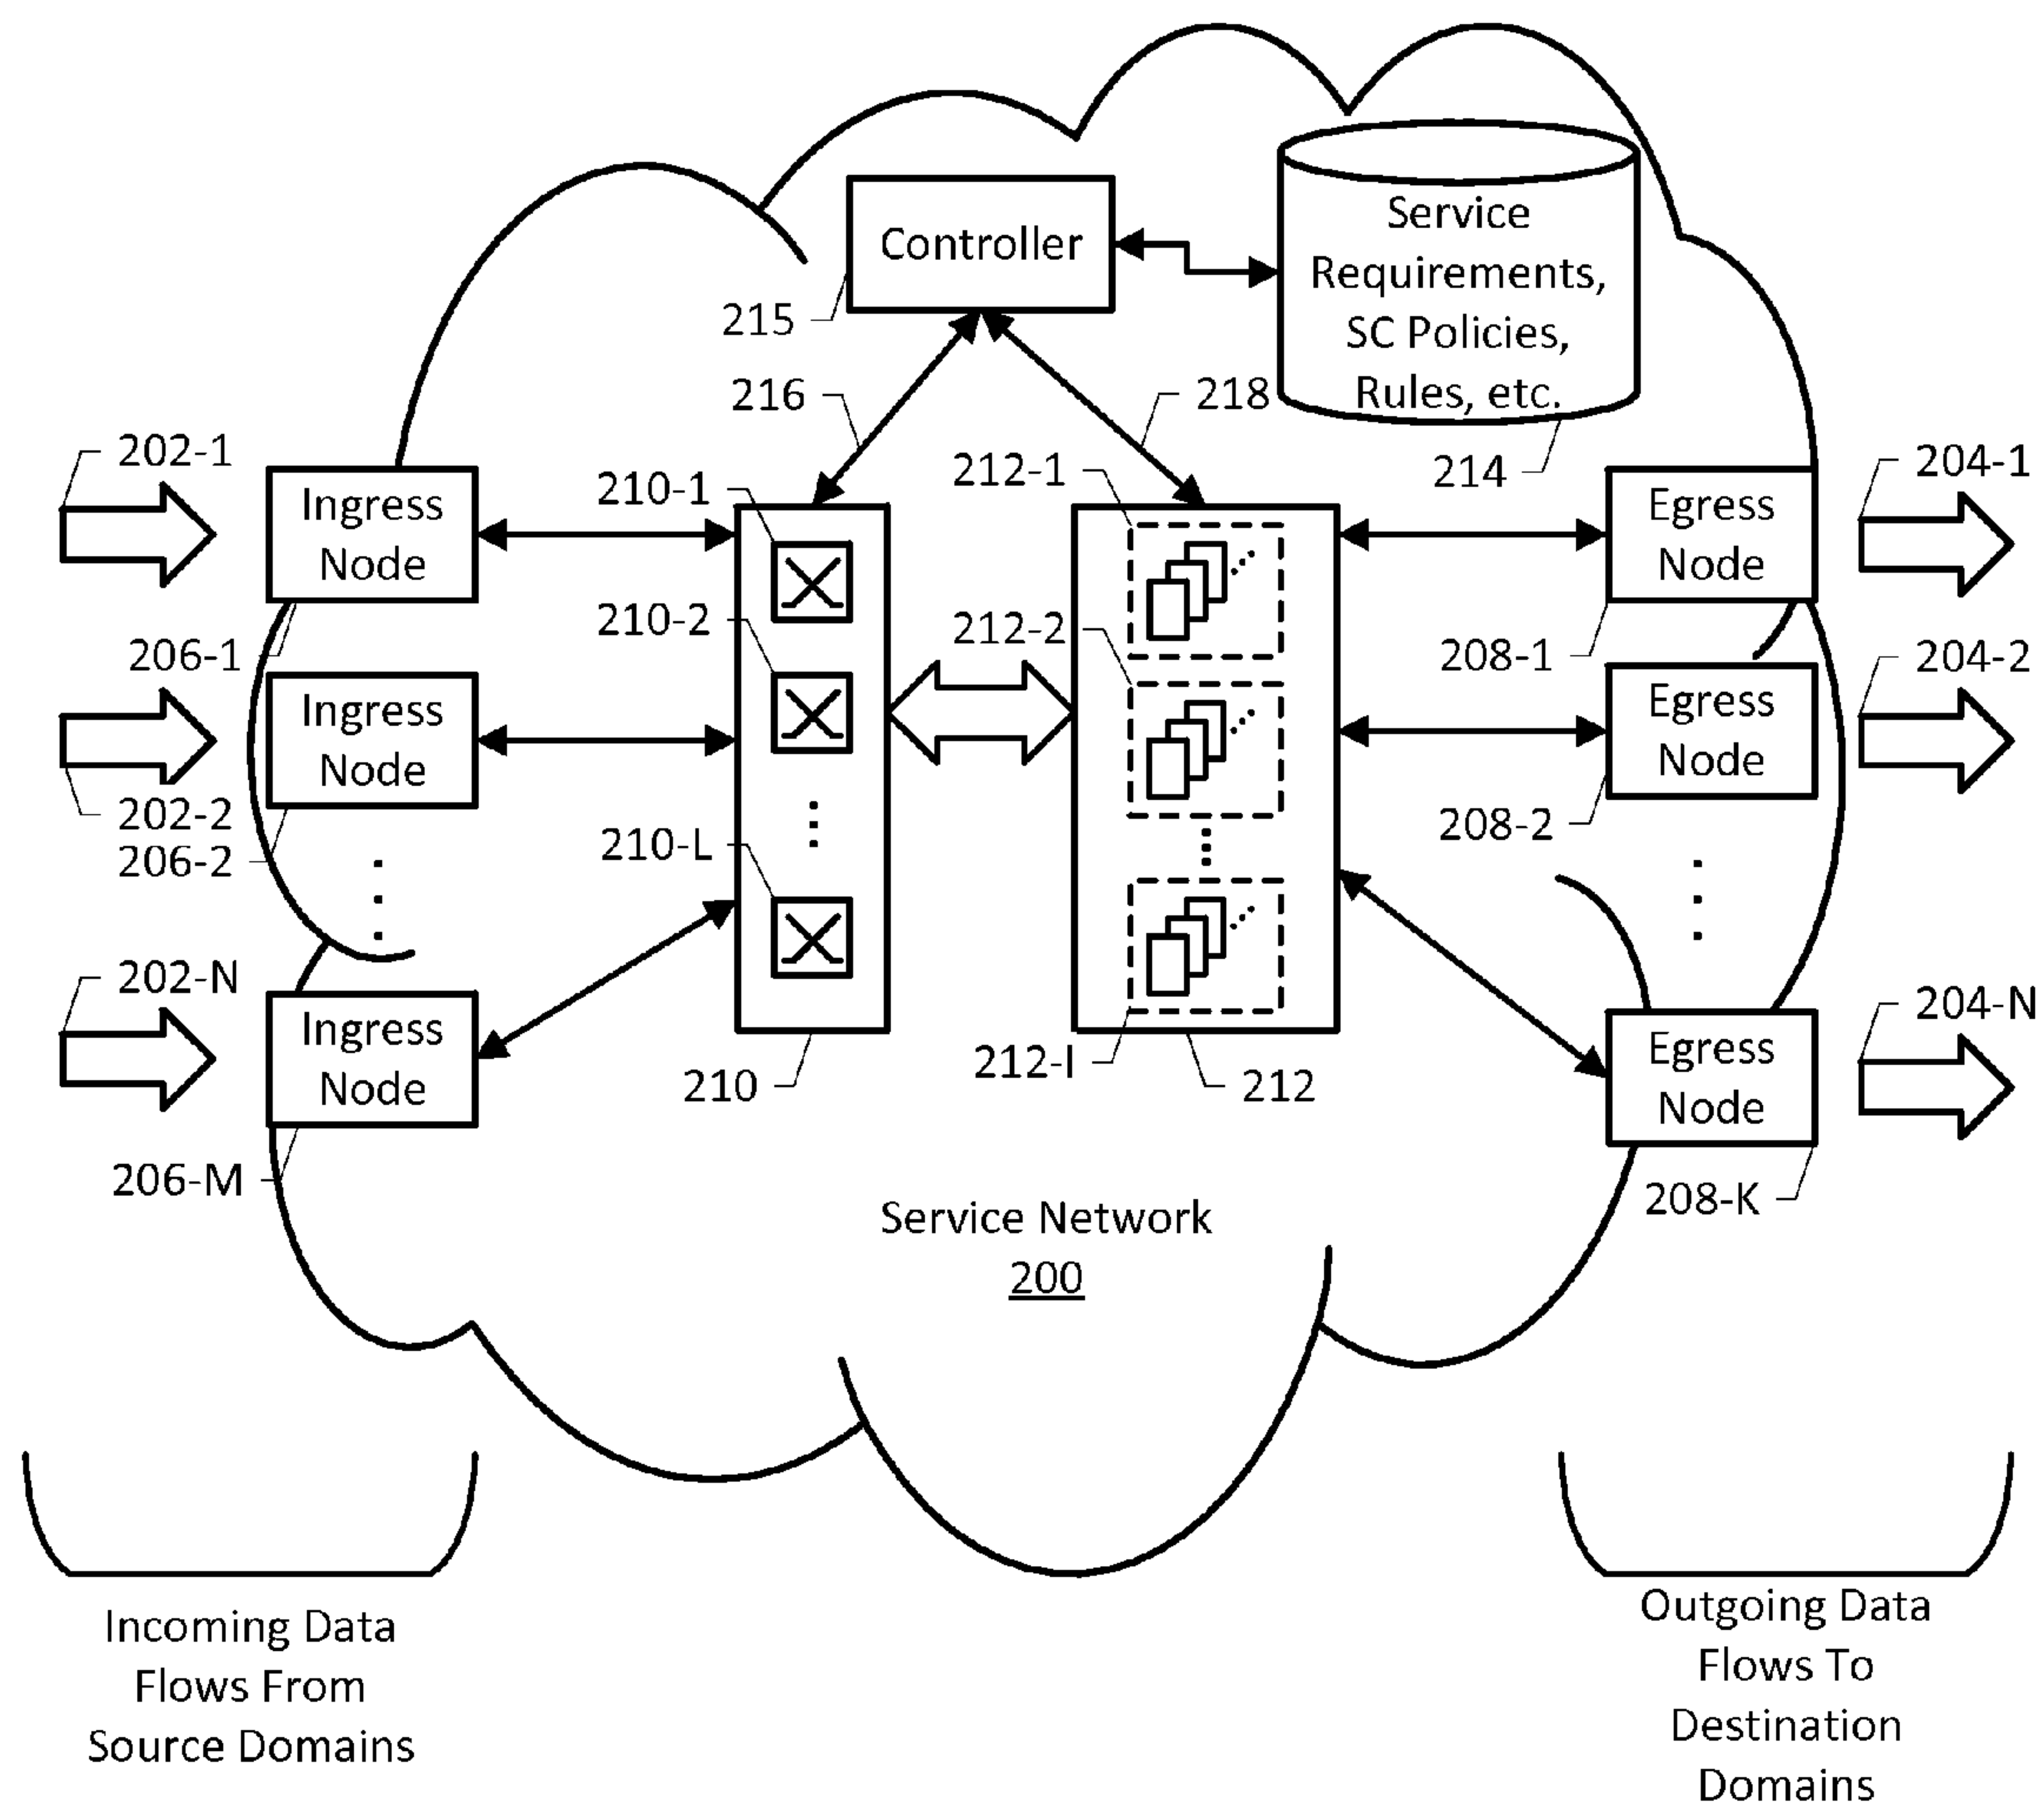 Controller
215
Service
Requirements,
SC Policies,
Rules, etc.
214
216
218
202-1
Ingress
Node
206-1
202-2
Ingress
Node
206-2
202-N
Ingress
Node
206-M
210-1
210-2
210-L
210
212-1
212-2
212-I
212
Egress
Node
208-1
204-1
Egress
Node
208-2
204-2
Egress
Node
208-K
204-N
Service Network
200
Incoming Data
Flows From
Source Domains
Outgoing Data
Flows To
Destination
Domains